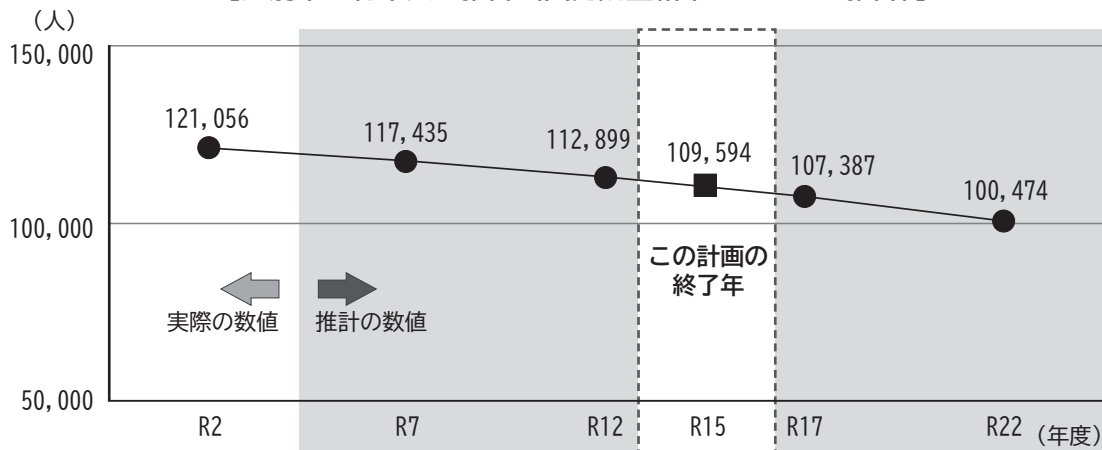 (人)
150,000
121,056
117,435
112,899
109,594
107,387
100,474
100,000
この計画の
終了年
実際の数値
推計の数値
50,000
R2
R7
R12
R15
R17
R22
(年度)